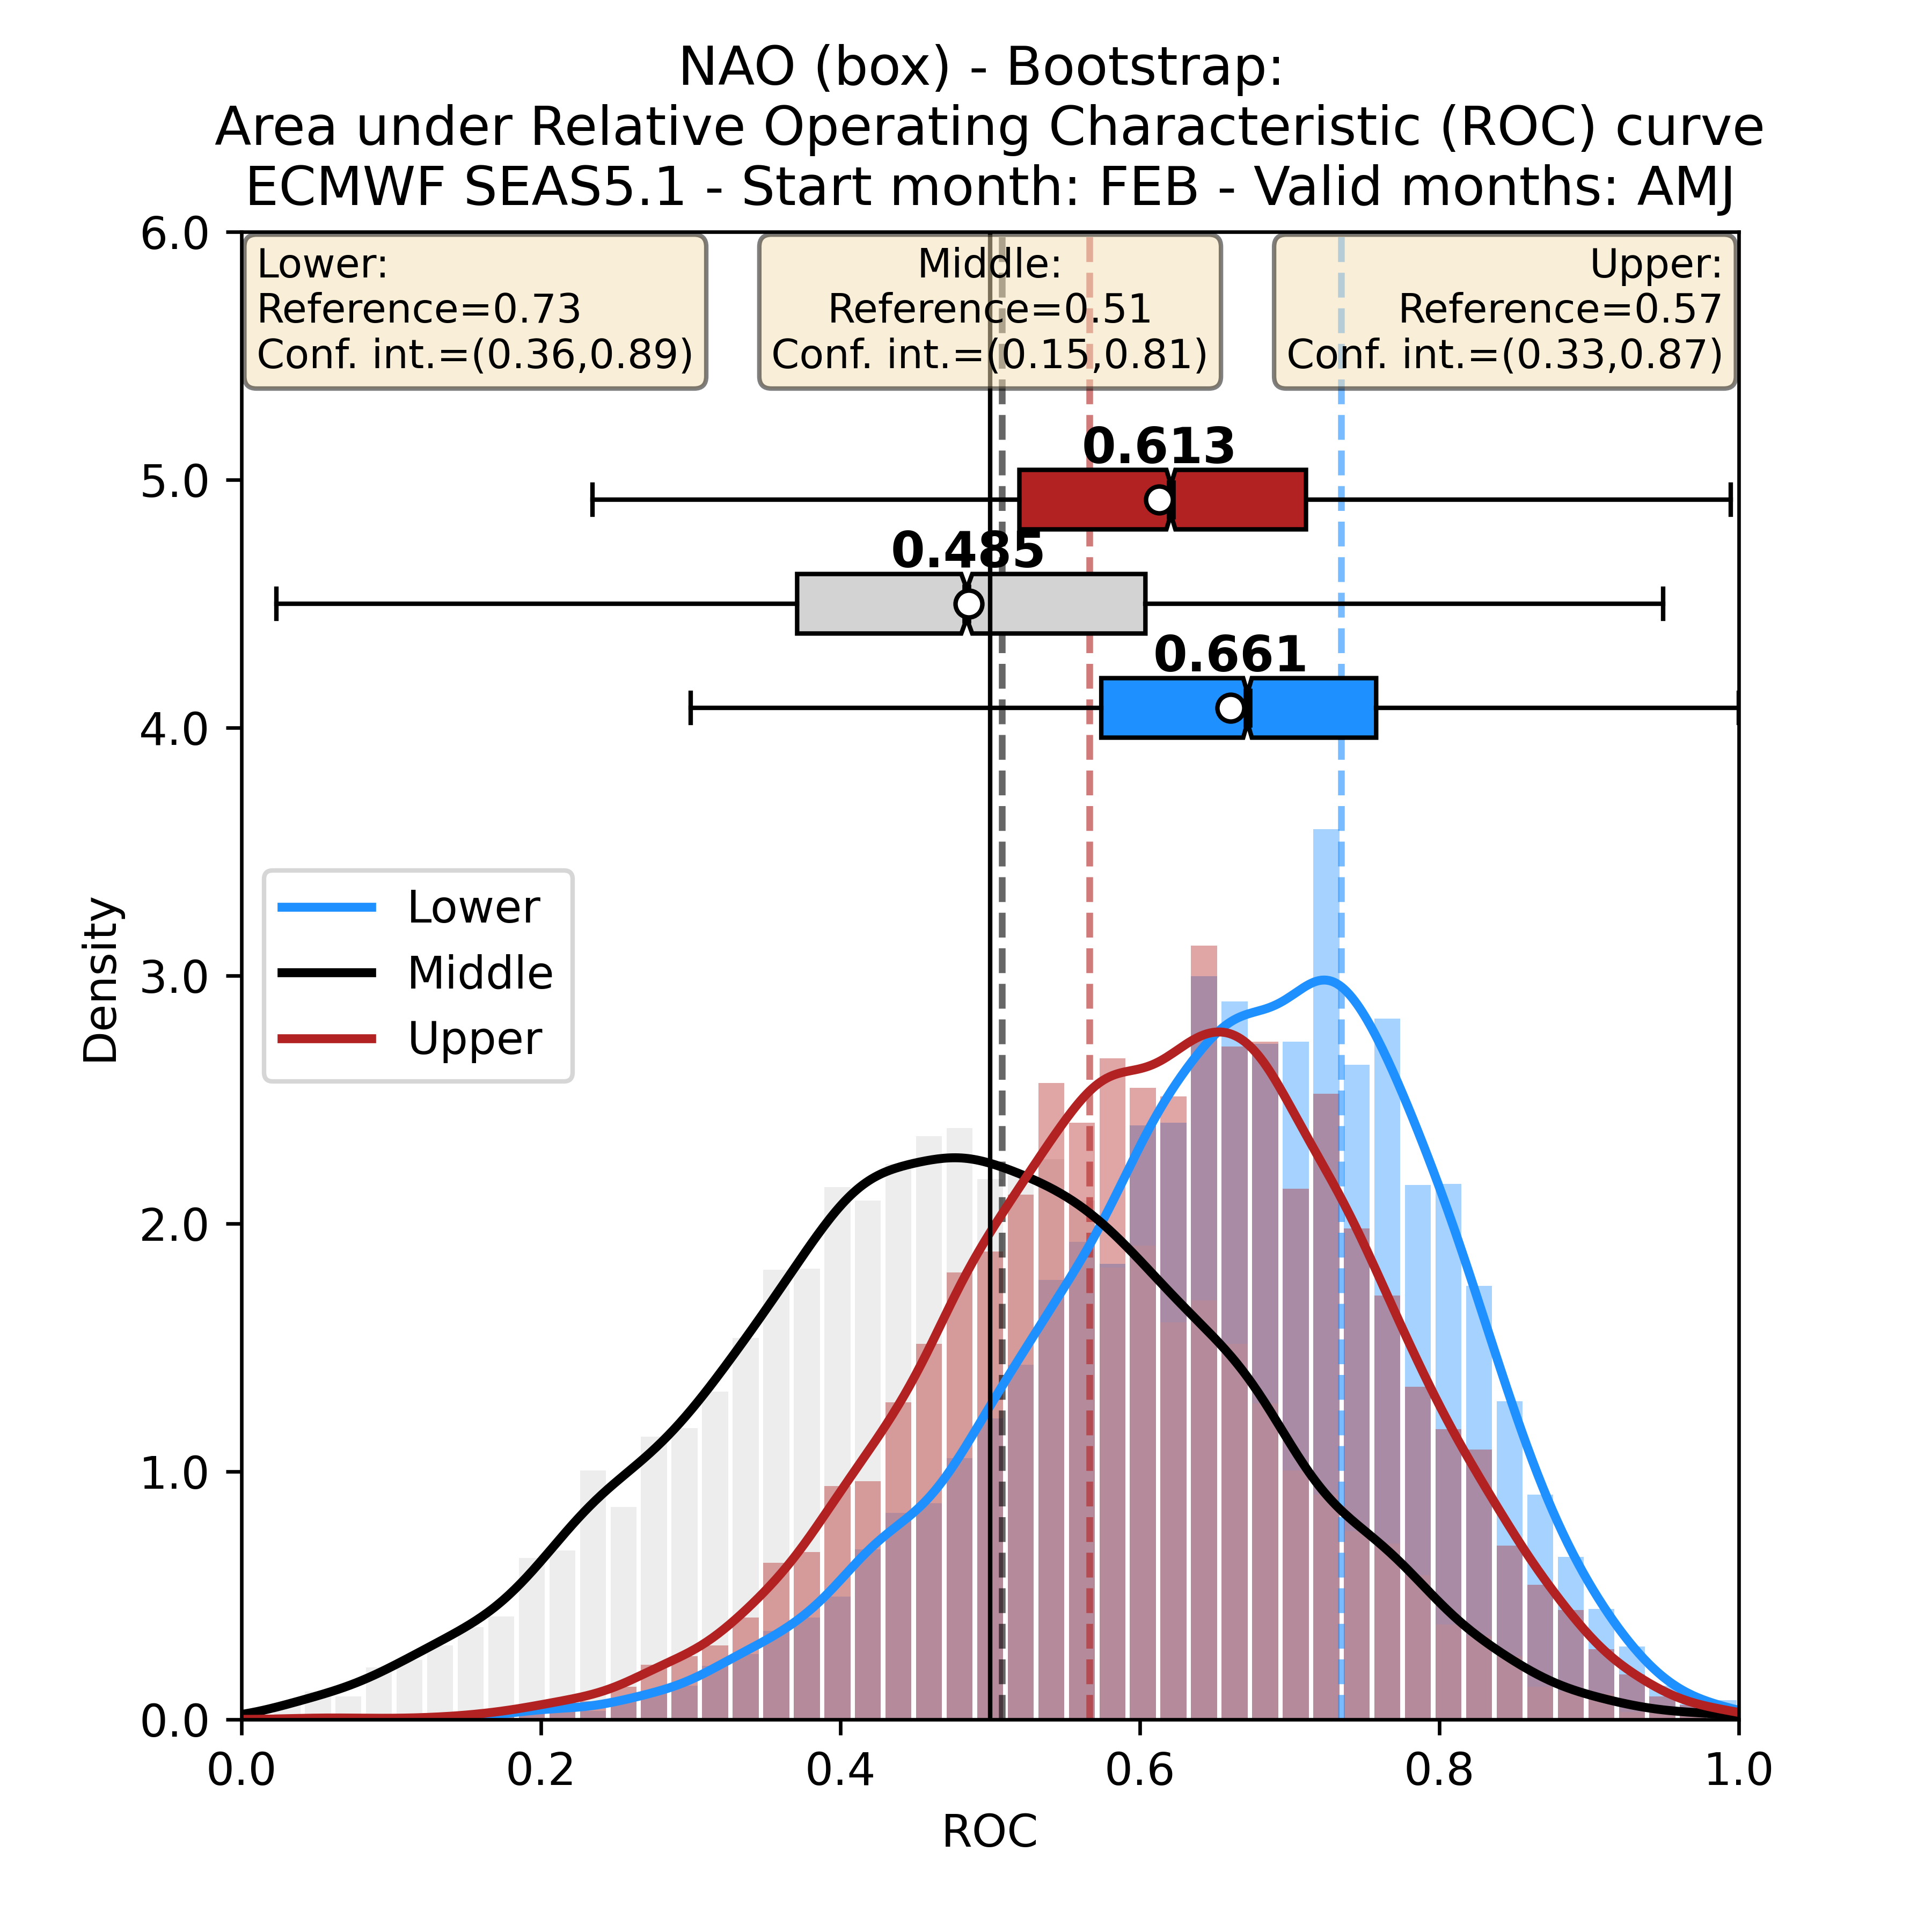 NAO (box) - Bootstrap:
Area under Relative Operating Characteristic (ROC) curve
ECMWF SEAS5.1 - Start month: FEB - Valid months: AMJ
Lower:
Reference=0.73
Conf. int.=(0.36,0.89)
Middle:
Reference=0.51
Conf. int.=(0.15,0.81)
Upper:
Reference=0.57
Conf. int.=(0.33,0.87)
0.613
0.485
0.661
Lower
Middle
Upper
Density
6.0
5.0
4.0
3.0
2.0
1.0
0.0
0.0 0.2 0.4 0.6 0.8 1.0
ROC